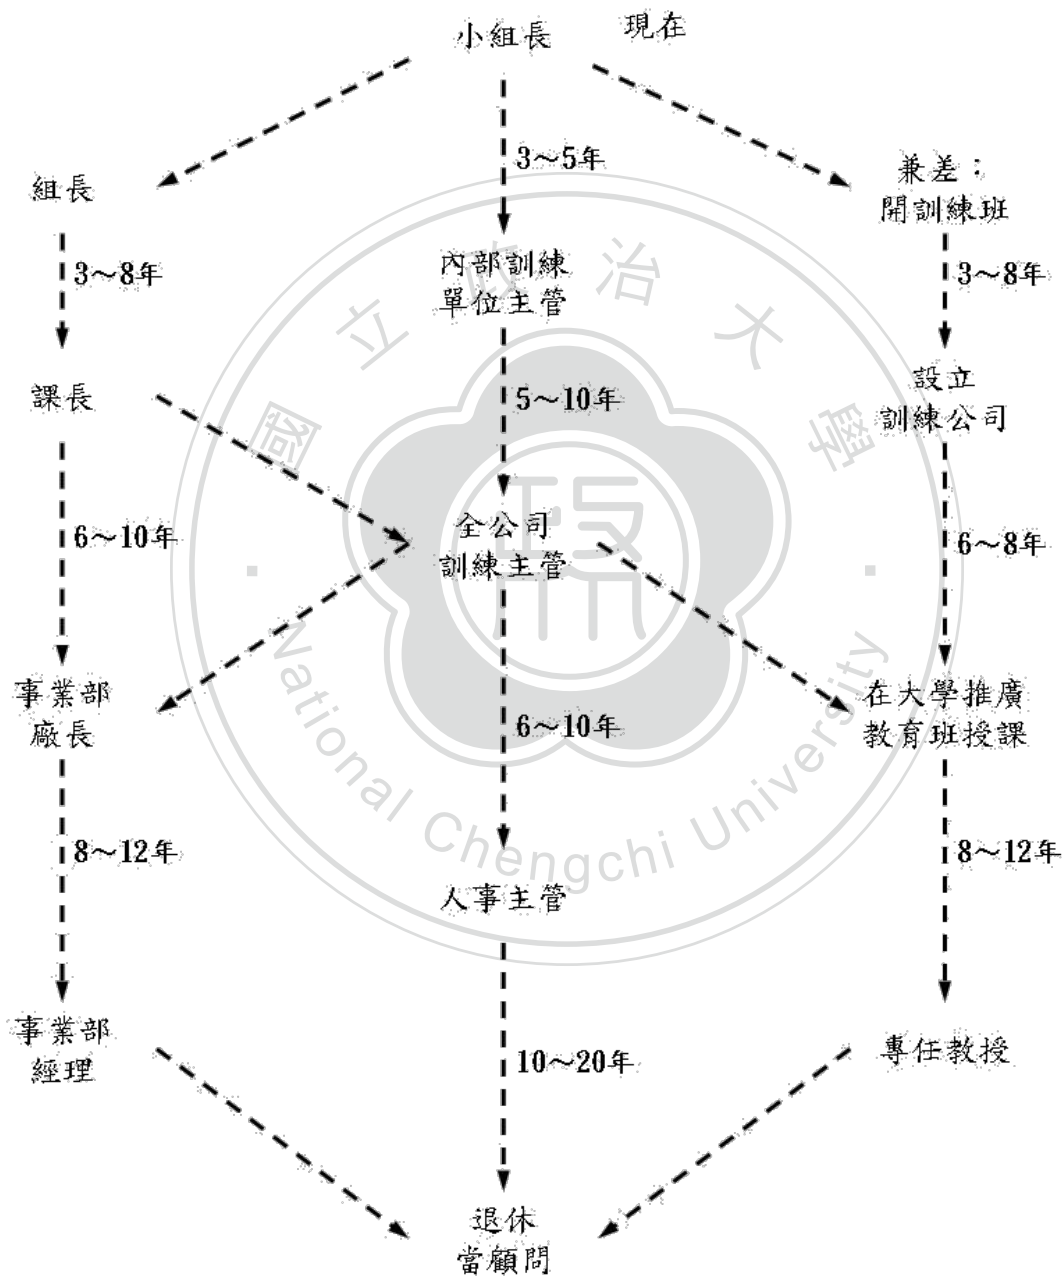 小組長
現在
3～5年
組長
兼差：
開訓練班
3～8年
內部訓練
單位主管
3～8年
課長
5～10年
設立
訓練公司
6～10年
全公司
訓練主管
6～8年
事業部
廠長
6～10年
在大學推廣
教育班授課
8～12年
人事主管
8～12年
事業部
經理
10～20年
專任教授
退休
當顧問
國立政治大學
National Chengchi University